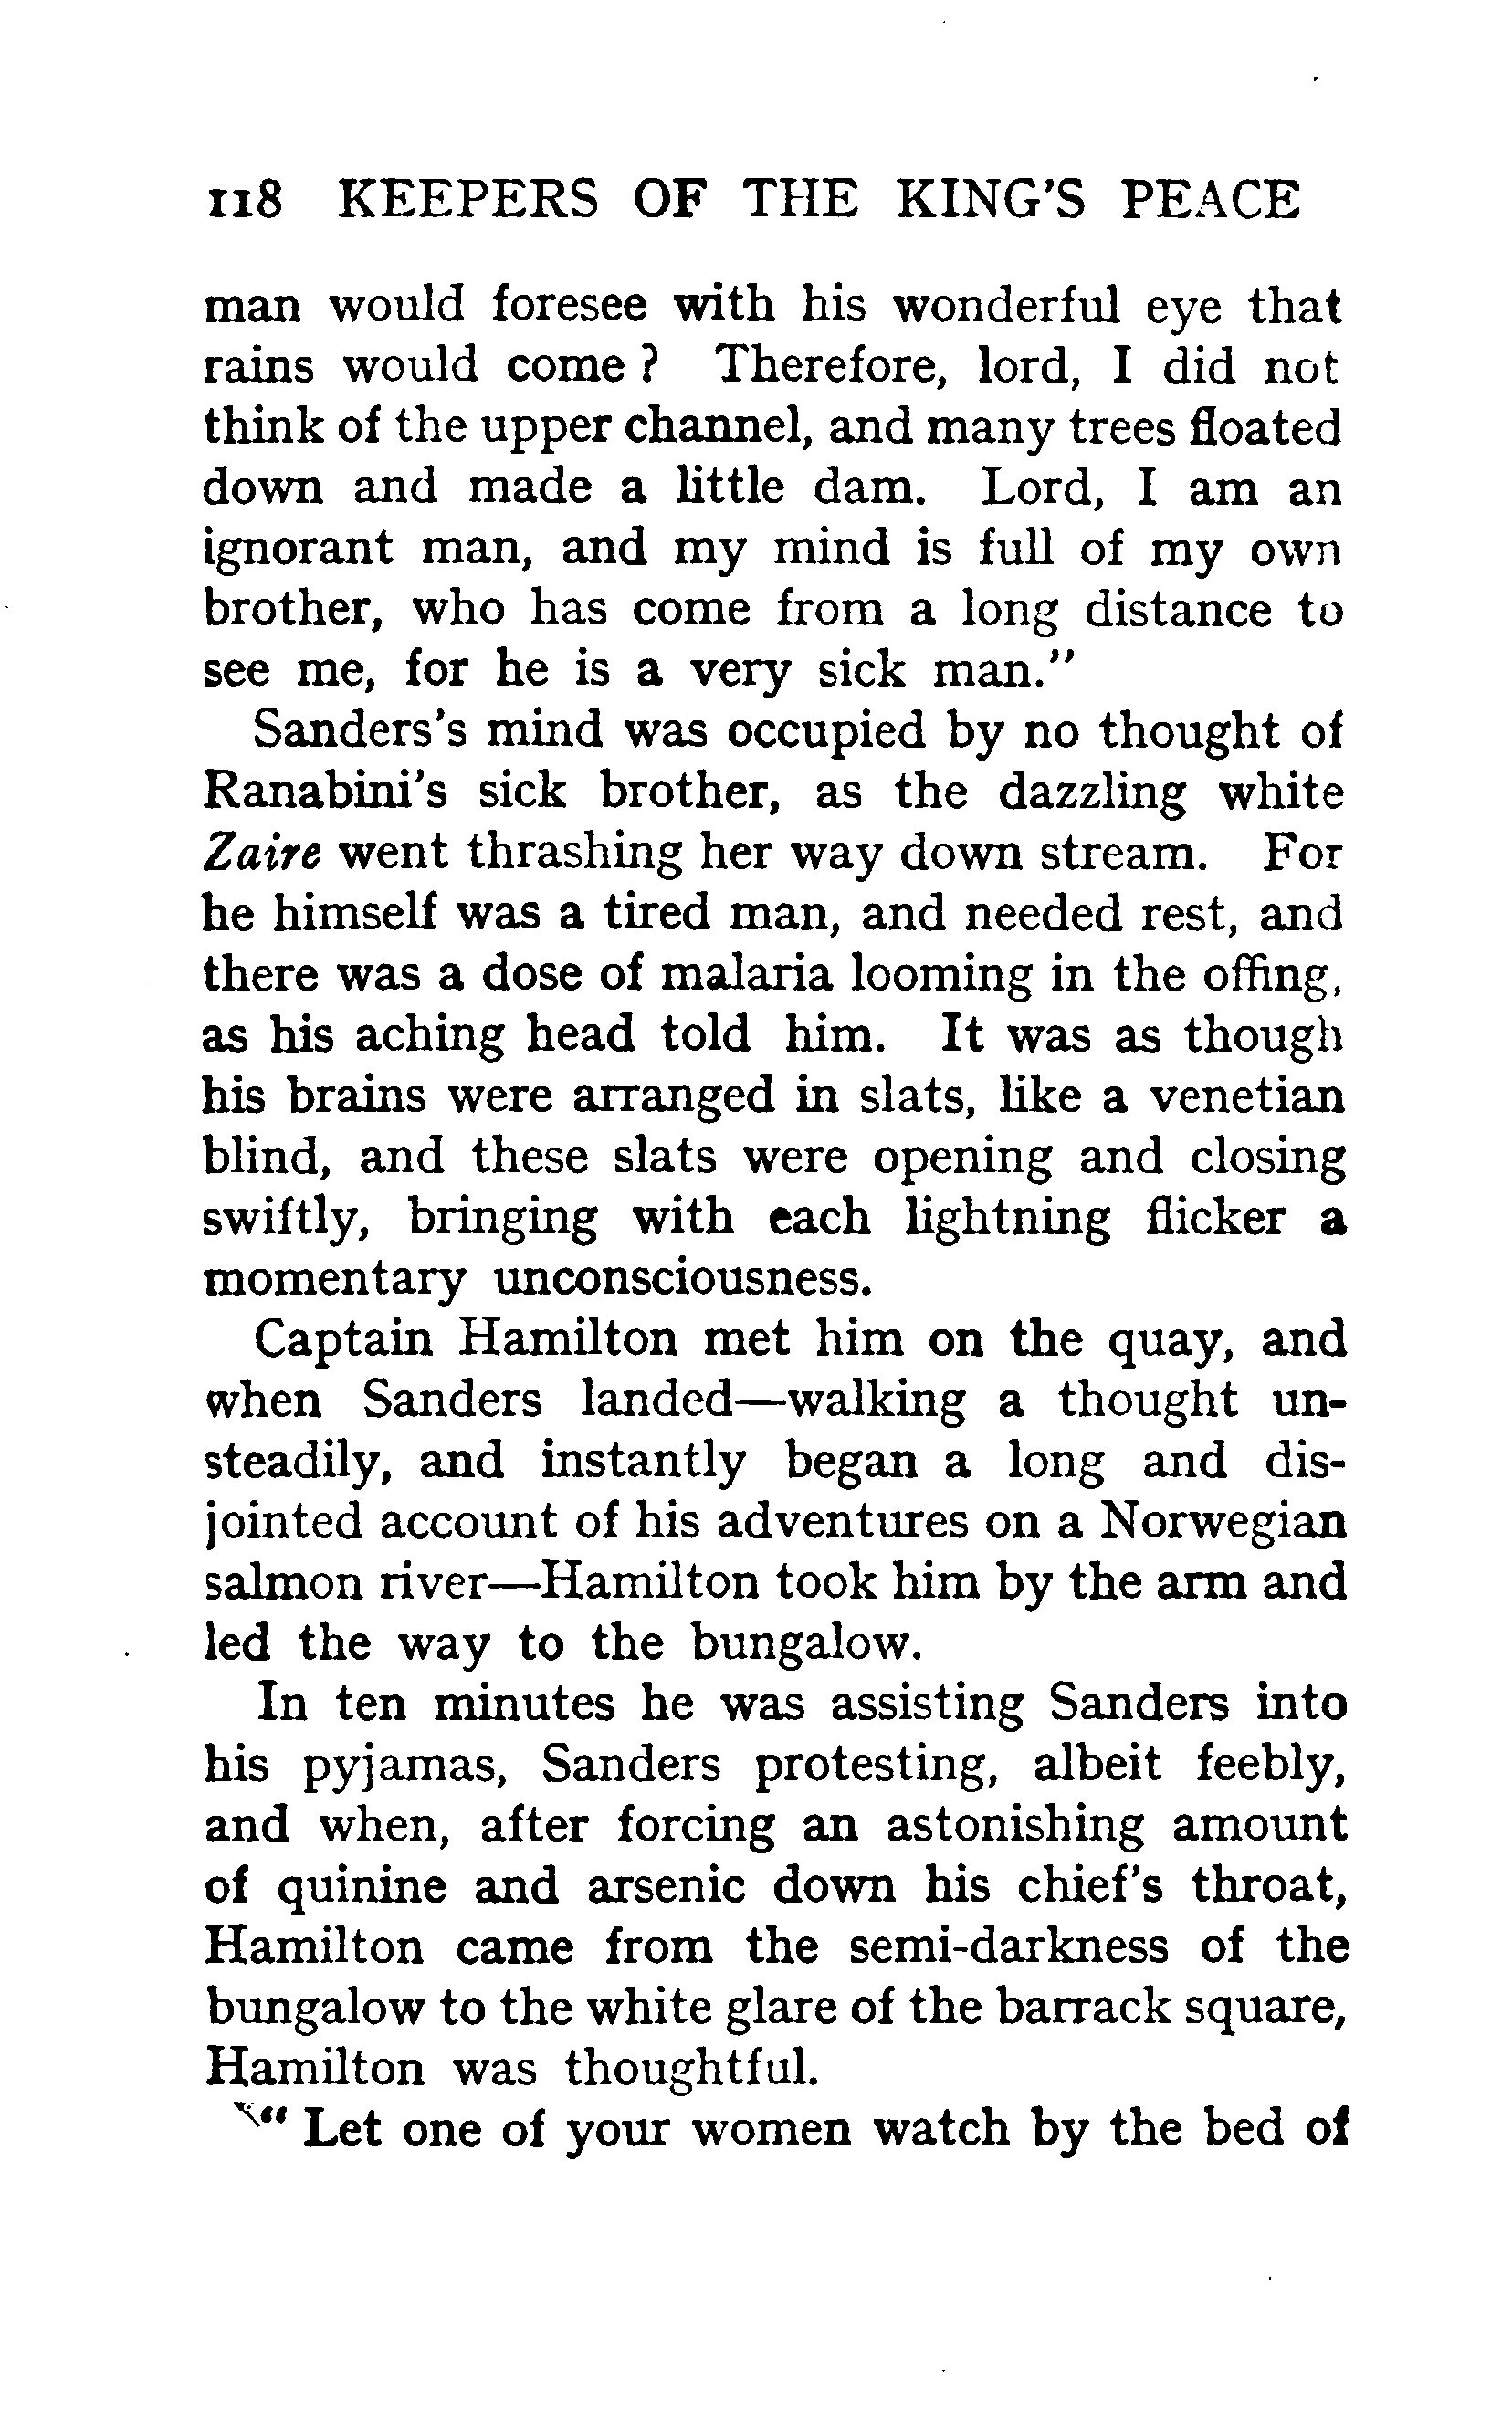 118 KEEPERS OF THE KING'S PEACE
man would foresee with his wonderful eye that
rains would come ? Therefore, lord, I did not
think of the upper channel, and many trees floated
down and made a little dam. Lord, I am an
ignorant man, and my mind is full of my own
brother, who has come from a long distance to
see me, for he is a very sick man."
Sanders's mind was occupied by no thought of
Ranabini's sick brother, as the dazzling white
Zaire went thrashing her way down stream. For
he himself was a tired man, and needed rest, and
there was a dose of malaria looming in the offing,
as his aching head told him. It was as though
his brains were arranged in slats, like a venetian
blind, and these slats were opening and closing
swiftly, bringing with each lightning flicker a
momentary unconsciousness.
Captain Hamilton met him on the quay, and
when Sanders landed—walking a thought un-
steadily, and instantly began a long and dis-
jointed account of his adventures on a Norwegian
salmon river—Hamilton took him by the arm and
led the way to the bungalow.
In ten minutes he was assisting Sanders into
his pyjamas, Sanders protesting, albeit feebly,
and when, after forcing an astonishing amount
of quinine and arsenic down his chief's throat,
Hamilton came from the semi-darkness of the
bungalow to the white glare of the barrack square,
Hamilton was thoughtful.
" Let one of your women watch by the bed of